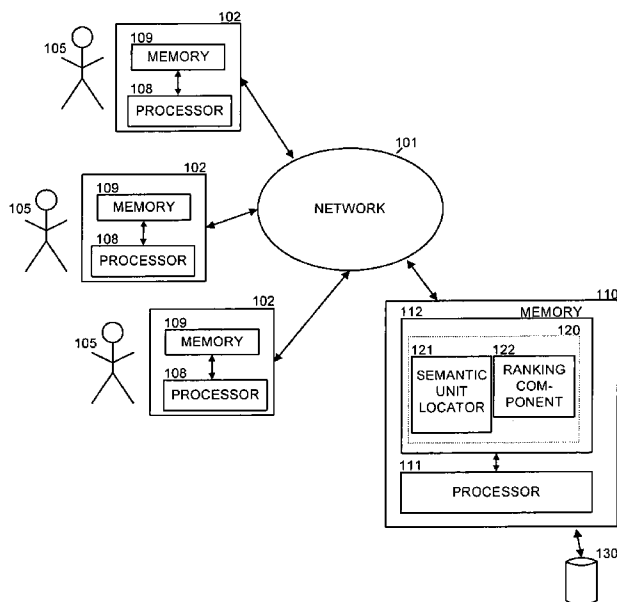 102
105
109
MEMORY
108
PROCESSOR
101
NETWORK
102
105
109
MEMORY
108
PROCESSOR
102
105
109
MEMORY
108
PROCESSOR
110
112
MEMORY
120
121
SEMANTIC
UNIT
LOCATOR
122
RANKING
COM-
PONENT
111
PROCESSOR
130